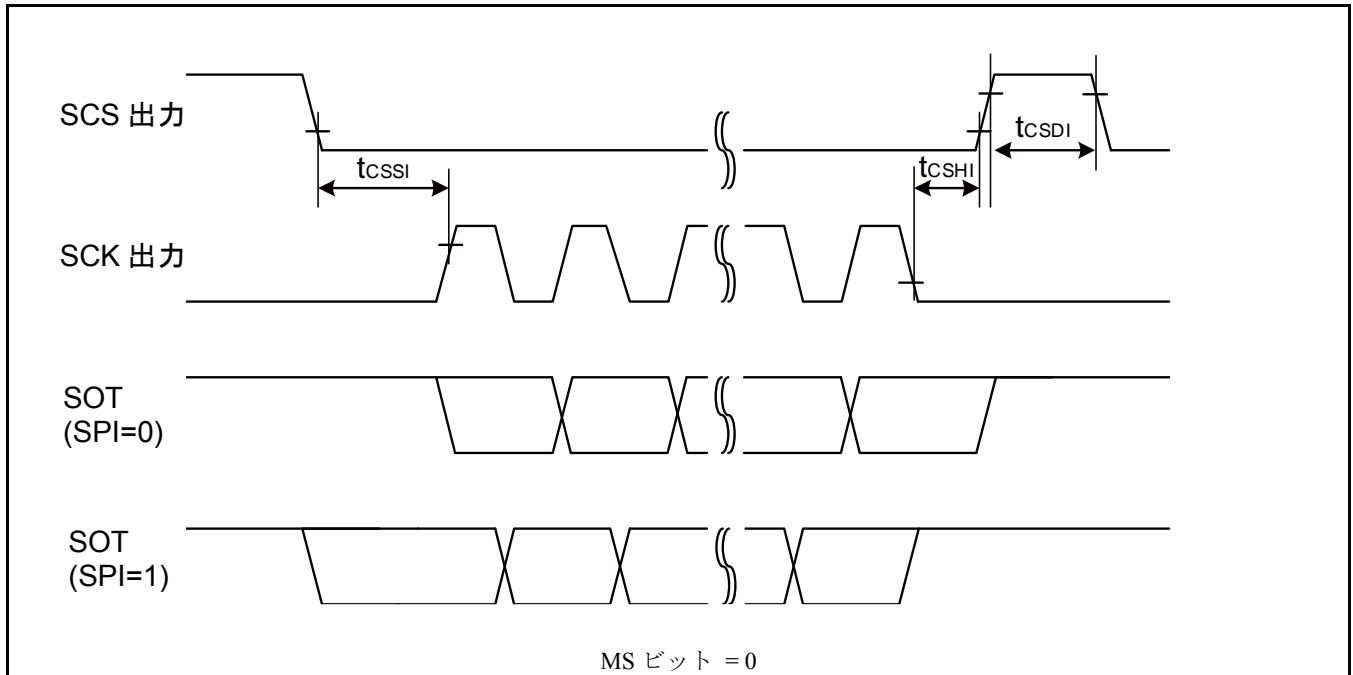 SCS 出力
tCSSI
tCSHI
tCSDI
SCK 出力
SOT
(SPI=0)
SOT
(SPI=1)
MS ビット =0